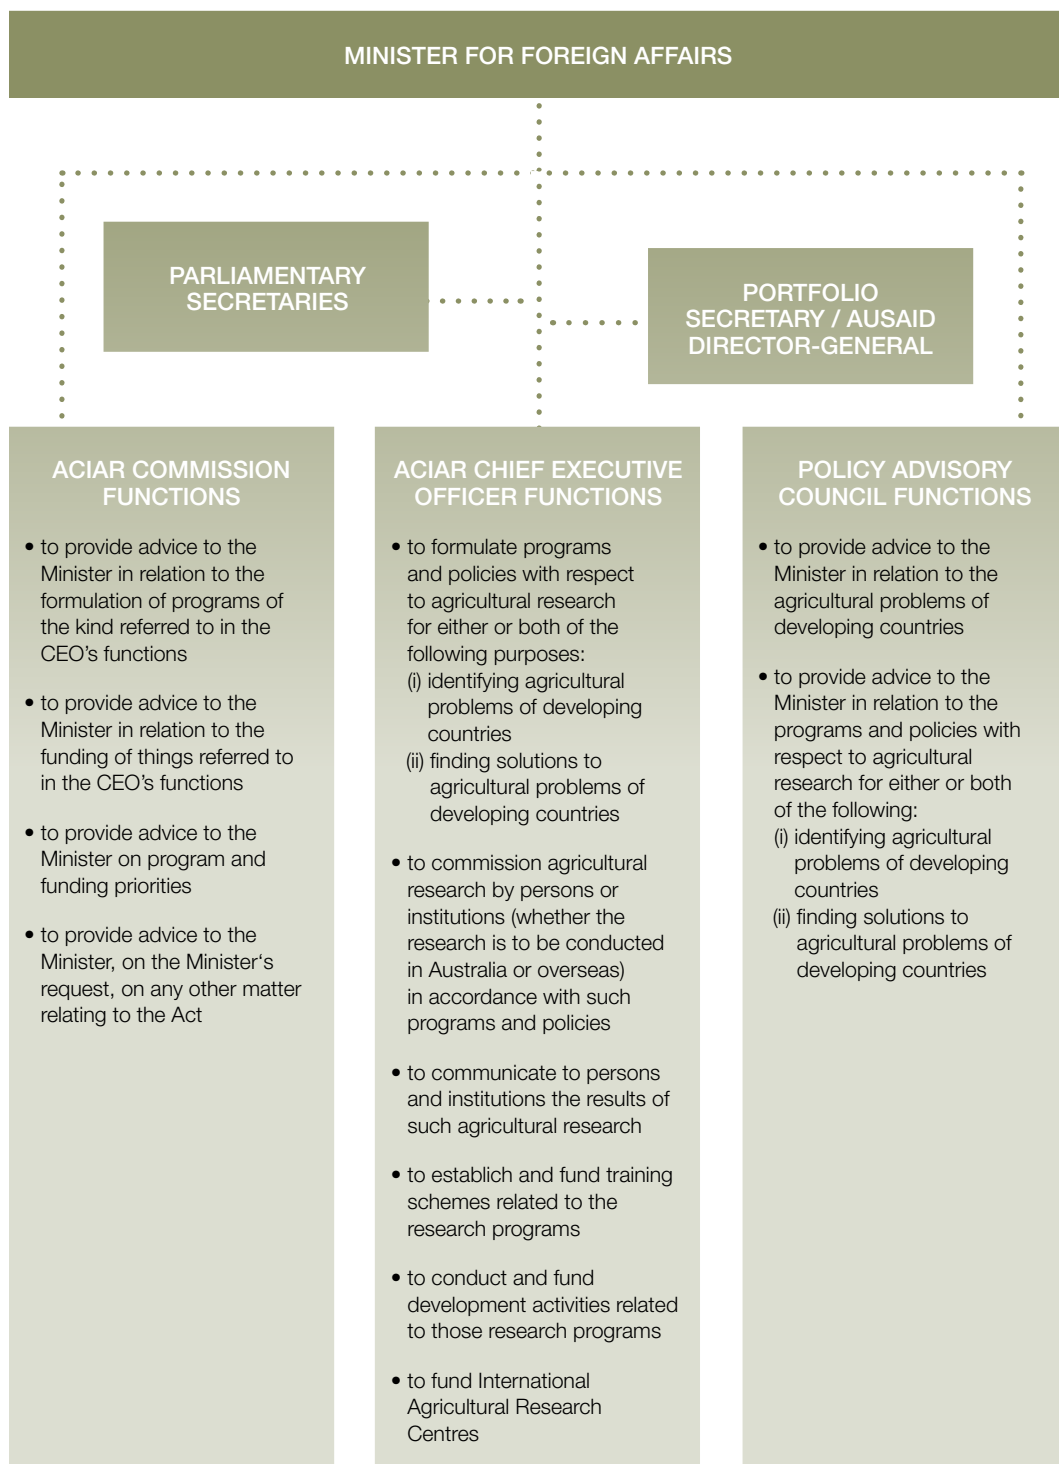 MINISTER FOR FOREIGN AFFAIRS
PARLIAMENTARY
SECRETARIES
PORTFOLIO
SECRETARY / AUSAID
DIRECTOR-GENERAL
ACIAR COMMISSION
FUNCTIONS
• to provide advice to the
Minister in relation to the
formulation of programs of
the kind referred to in the
CEO's functions
• to provide advice to the
Minister in relation to the
funding of things referred to
in the CEO's functions
• to provide advice to the
Minister on program and
funding priorities
• to provide advice to the
Minister, on the Minister‘s
request, on any other matter
relating to the Act
ACIAR CHIEF EXECUTIVE
OFFICER FUNCTIONS
• to formulate programs
and policies with respect
to agricultural research
for either or both of the
following purposes:
(i) identifying agricultural
problems of developing
countries
(ii) finding solutions to
agricultural problems of
developing countries
• to commission agricultural
research by persons or
institutions (whether the
research is to be conducted
in Australia or overseas)
in accordance with such
programs and policies
• to communicate to persons
and institutions the results of
such agricultural research
• to establich and fund training
schemes related to the
research programs
• to conduct and fund
development activities related
to those research programs
• to fund International
Agricultural Research
Centres
POLICY ADVISORY
COUNCIL FUNCTIONS
• to provide advice to the
Minister in relation to the
agricultural problems of
developing countries
• to provide advice to the
Minister in relation to the
programs and policies with
respect to agricultural
research for either or both
of the following:
(i) identifying agricultural
problems of developing
countries
(ii) finding solutions to
agricultural problems of
developing countries